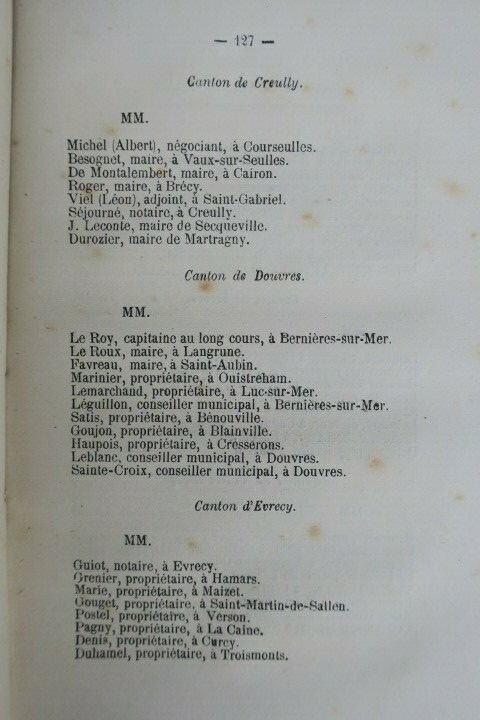 — 127 —
Canton de Creully.
MM.
Michel (Albert), négociant, à Courseulles.
Besognet, maire, à Vaux-sur-Seulles.
De Montalembert, maire, à Cairon.
Roger, maire, à Brécy.
Viel (Léon), adjoint, à Saint-Gabriel.
Séjourné, notaire, à Creully.
J. Leconte, maire de Secqueville.
Durozier, maire de Martragny.
Canton de Douvres.
MM.
Le Roy, capitaine au long cours, à Bernières-sur-Mer.
Le Roux, maire, à Langrune.
Favreau, maire, à Saint-Aubin.
Marinier, propriétaire, à Ouistreham.
Lemarchand, propriétaire, à Luc-sur-Mer.
Léguillon, conseiller municipal, à Bernières-sur-Mer.
Satis, propriétaire, à Bénouville.
Goujon, propriétaire, à Blainville.
Haupois, propriétaire, à Cresserons.
Leblanc, conseiller municipal, à Douvres.
Sainte-Croix, conseiller municipal, à Douvres.
Canton d'Evrecy.
MM.
Guiot, notaire, à Evrecy.
Grenier, propriétaire, à Hamars.
Marie, propriétaire, à Maizet.
Gouget, propriétaire, à Saint-Martin-de-Sallen.
Postel, propriétaire, à Verson.
Pagny, propriétaire, à La Caine.
Denis, propriétaire, à Curcy.
Duhamel, propriétaire, à Troismonts.